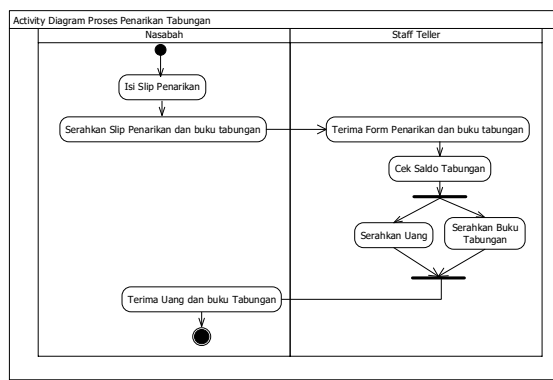 Activity Diagram Proses Penarikan Tabungan
Nasabah
Staff Teller
Isi Slip Penarikan
Serahkan Slip Penarikan dan buku tabungan
Terima Form Penarikan dan buku tabungan
Cek Saldo Tabungan
Serahkan Uang
Serahkan Buku
Tabungan
Terima Uang dan buku Tabungan